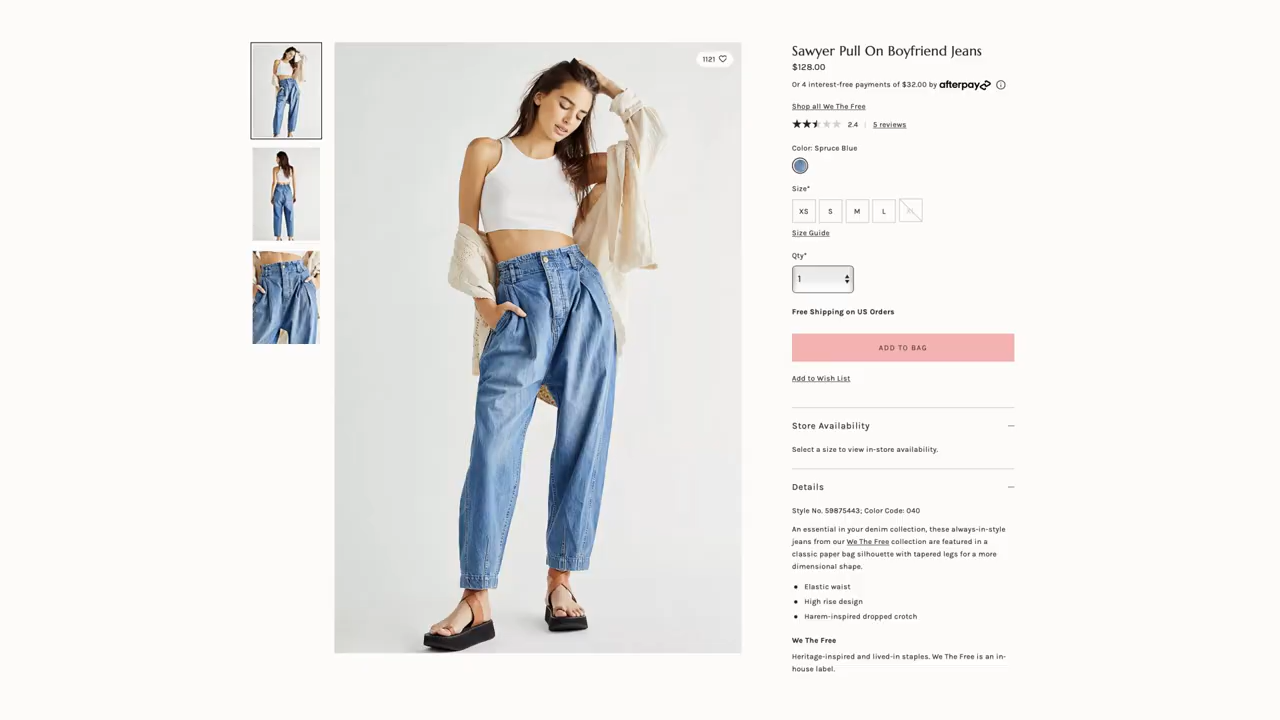 1121
Sawyer Pull On Boyfriend Jeans
$128.00
Or 4 interest-free payments of $32.00 by afterpay
Shop all We The Free
2.4 | 5 reviews
Color: Spruce Blue
Size*
XS S M L
Size Guide
Qty*
1
Free Shipping on US Orders
ADD TO BAG
Add to Wish List
Store Availability
Select a size to view in-store availability.
Details
Style No. 59875443; Color Code: 040
An essential in your denim collection, these always-in-style
jeans from our We The Free collection are featured in a
classic paper bag silhouette with tapered legs for a more
dimensional shape.
Elastic waist
High rise design
Harem-inspired dropped crotch
We The Free
Heritage-inspired and lived-in staples. We The Free is an in-
house label.